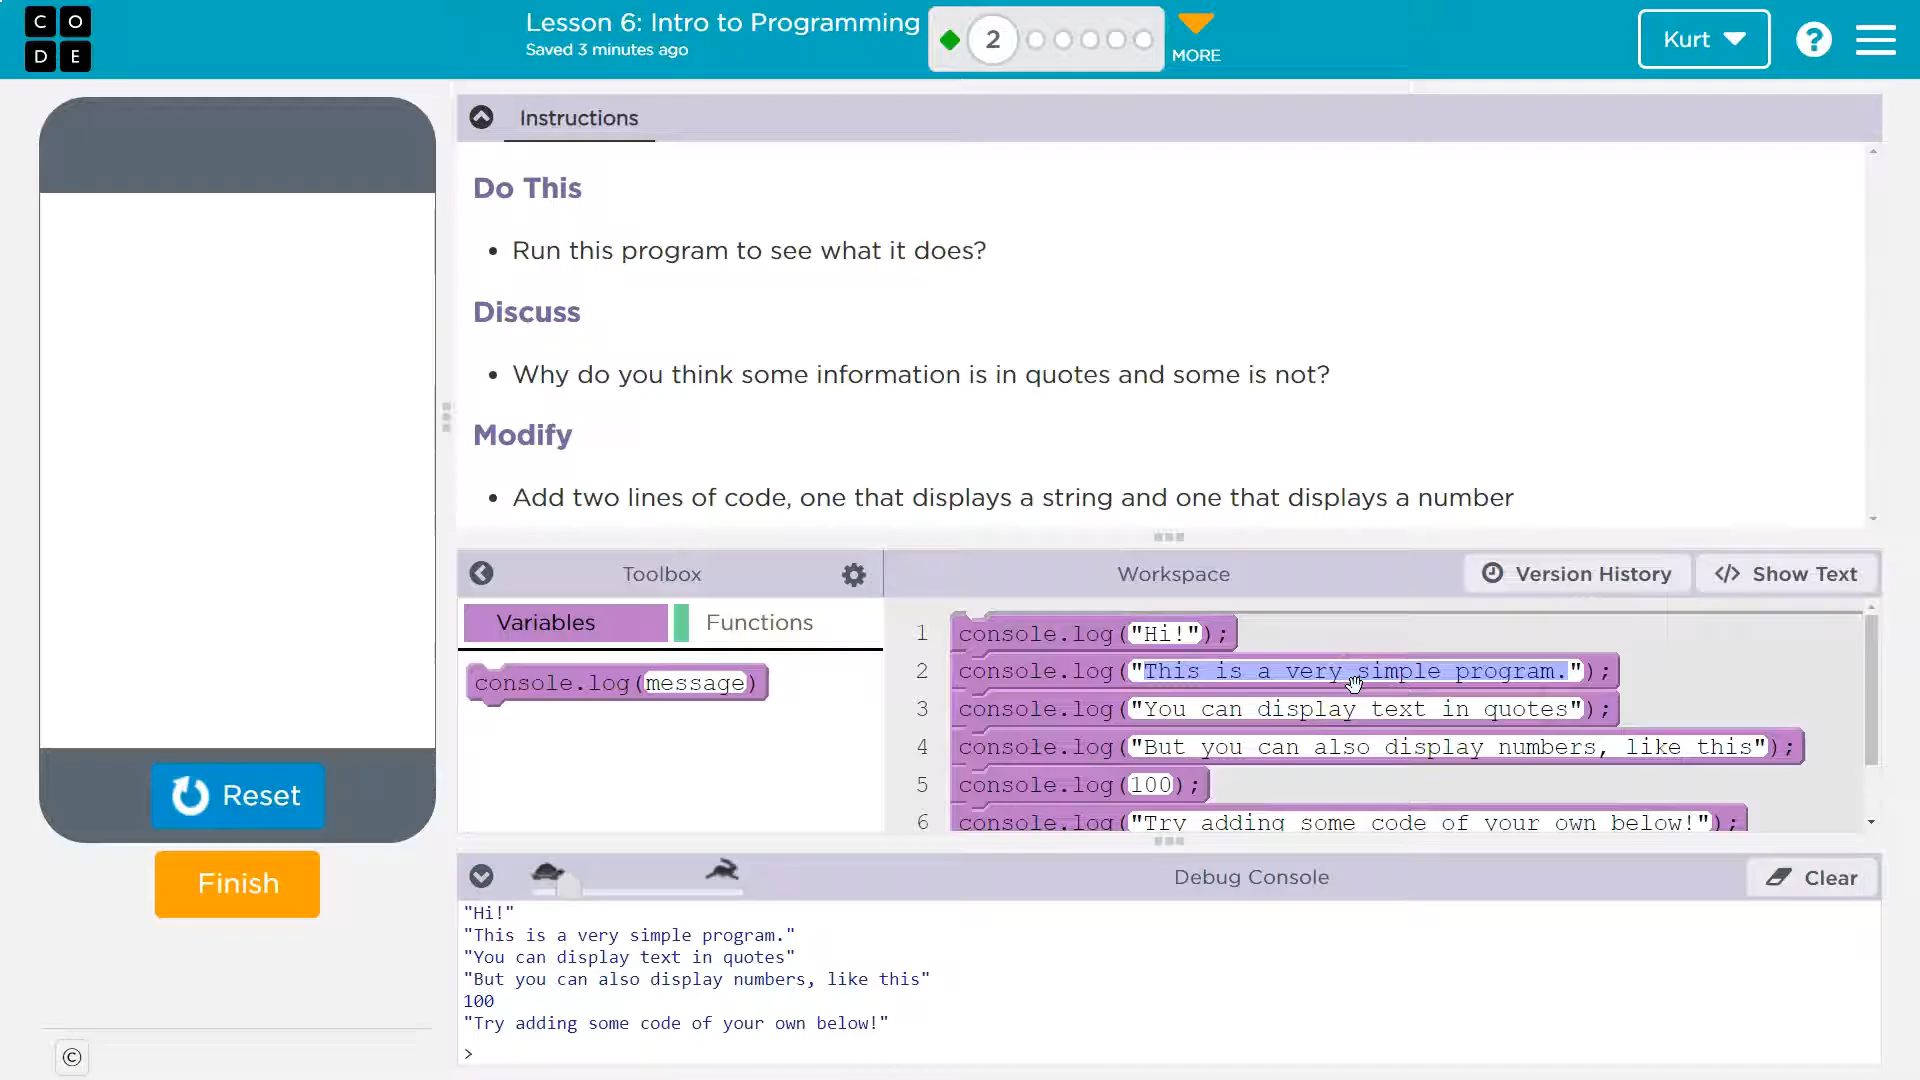 CODE
Lesson 6: Intro to Programming
Saved 3 minutes ago
2
MORE
Kurt
?
Instructions
Do This
• Run this program to see what it does?
Discuss
• Why do you think some information is in quotes and some is not?
Modify
• Add two lines of code, one that displays a string and one that displays a number
Toolbox
Workspace
Version History
</> Show Text
Variables
Functions
console.log(message)
1 console.log("Hi!");
2 console.log("This is a very simple program.");
3 console.log("You can display text in quotes");
4 console.log("But you can also display numbers, like this");
5 console.log(100);
6 console.log("Try adding some code of your own below!");
Reset
Finish
Debug Console
Clear
"Hi!"
"This is a very simple program."
"You can display text in quotes"
"But you can also display numbers, like this"
100
"Try adding some code of your own below!"
>
©